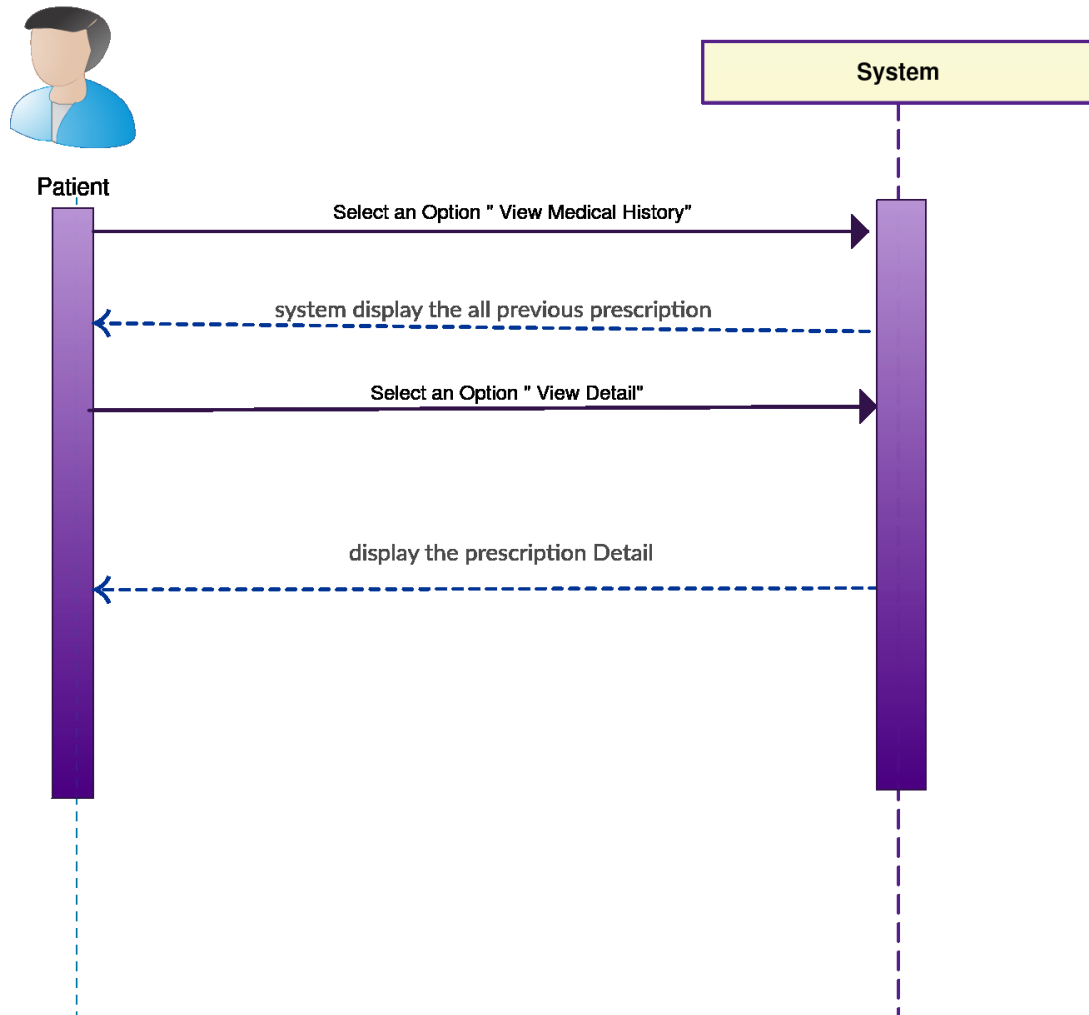 System
Patient
Select an Option " View Medical History"
system display the all previous prescription
Select an Option " View Detail"
display the prescription Detail